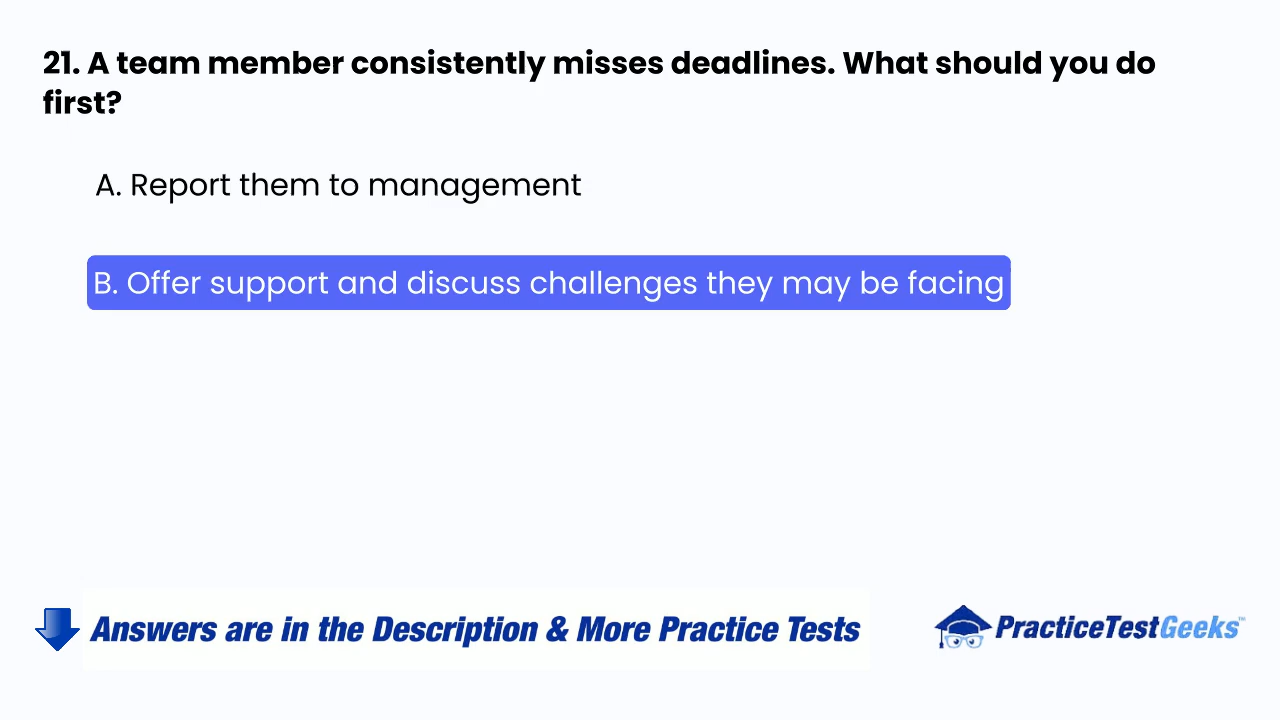 21. A team member consistently misses deadlines. What should you do
first?
A. Report them to management
B. Offer support and discuss challenges they may be facing
Answers are in the Description & More Practice Tests
PracticeTestGeeks™